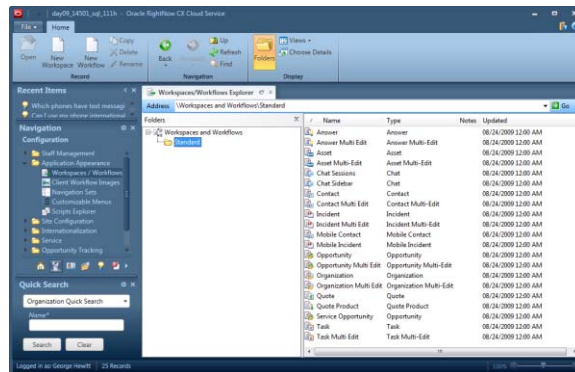 day09_14501_sql_111h - Oracle RightNow CX Cloud Service
File Home
Open
New Workspace
New Workflow
Copy
Delete
Rename
Record
Back
Up
Refresh
Find
Navigation
Folders
Views
Choose Details
Display
Recent Items
Which phones have text messagi
Can I use my phone international
Navigation
Configuration
Staff Management
Application Appearance
Workspaces / Workflows
Client Workflow Images
Navigation Sets
Customizable Menus
Scripts Explorer
Site Configuration
Internationalization
Service
Opportunity Tracking
Quick Search
Organization Quick Search
Name*
Search Clear
Workspaces/Workflows Explorer
Address \Workspaces and Workflows\Standard Go
Folders
Workspaces and Workflows
Standard
Name Type Notes Updated
Answer Answer 08/24/2009 12:00 AM
Answer Multi Edit Answer Multi-Edit 08/24/2009 12:00 AM
Asset Asset 08/24/2009 12:00 AM
Asset Multi-Edit Asset Multi-Edit 08/24/2009 12:00 AM
Chat Sessions Chat 08/24/2009 12:00 AM
Chat Sidebar Chat 08/24/2009 12:00 AM
Contact Contact 08/24/2009 12:00 AM
Contact Multi Edit Contact Multi-Edit 08/24/2009 12:00 AM
Incident Incident 08/24/2009 12:00 AM
Incident Multi Edit Incident Multi-Edit 08/24/2009 12:00 AM
Mobile Contact Mobile Contact 08/24/2009 12:00 AM
Mobile Incident Mobile Incident 08/24/2009 12:00 AM
Opportunity Opportunity 08/24/2009 12:00 AM
Opportunity Multi Edit Opportunity Multi-Edit 08/24/2009 12:00 AM
Organization Organization 08/24/2009 12:00 AM
Organization Multi Edit Organization Multi-Edit 08/24/2009 12:00 AM
Quote Quote 08/24/2009 12:00 AM
Quote Product Quote Product 08/24/2009 12:00 AM
Service Opportunity Opportunity 08/24/2009 12:00 AM
Task Task 08/24/2009 12:00 AM
Task Multi Edit Task Multi-Edit 08/24/2009 12:00 AM
Logged in as: George Hewitt 25 Records
100%